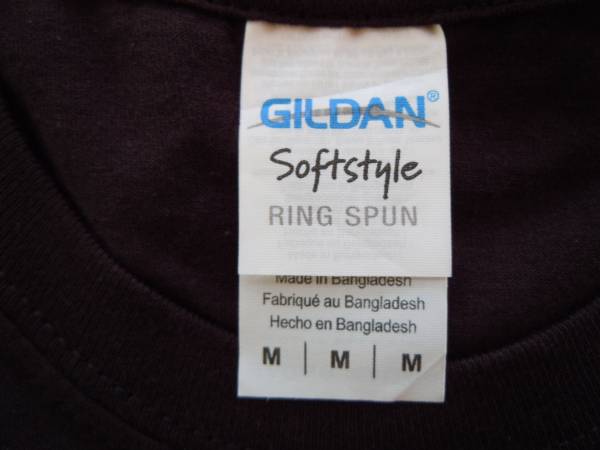 GILDAN®
Softstyle
RING SPUN
Made in Bangladesh
Fabriqué au Bangladesh
Hecho en Bangladesh
M | M | M